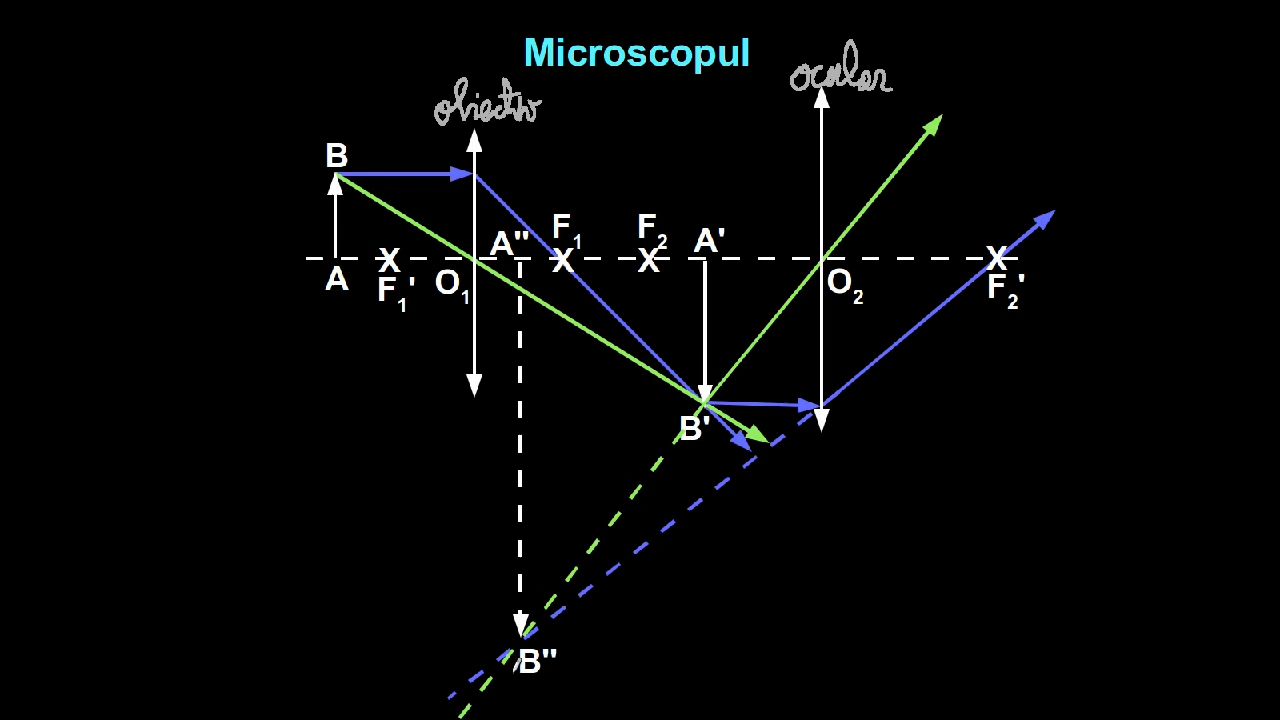 Microscopul
obiectiv
ocular
B
F₁
F₂
A'
A''
A
F₁'
O₁
O₂
F₂'
B'
B''